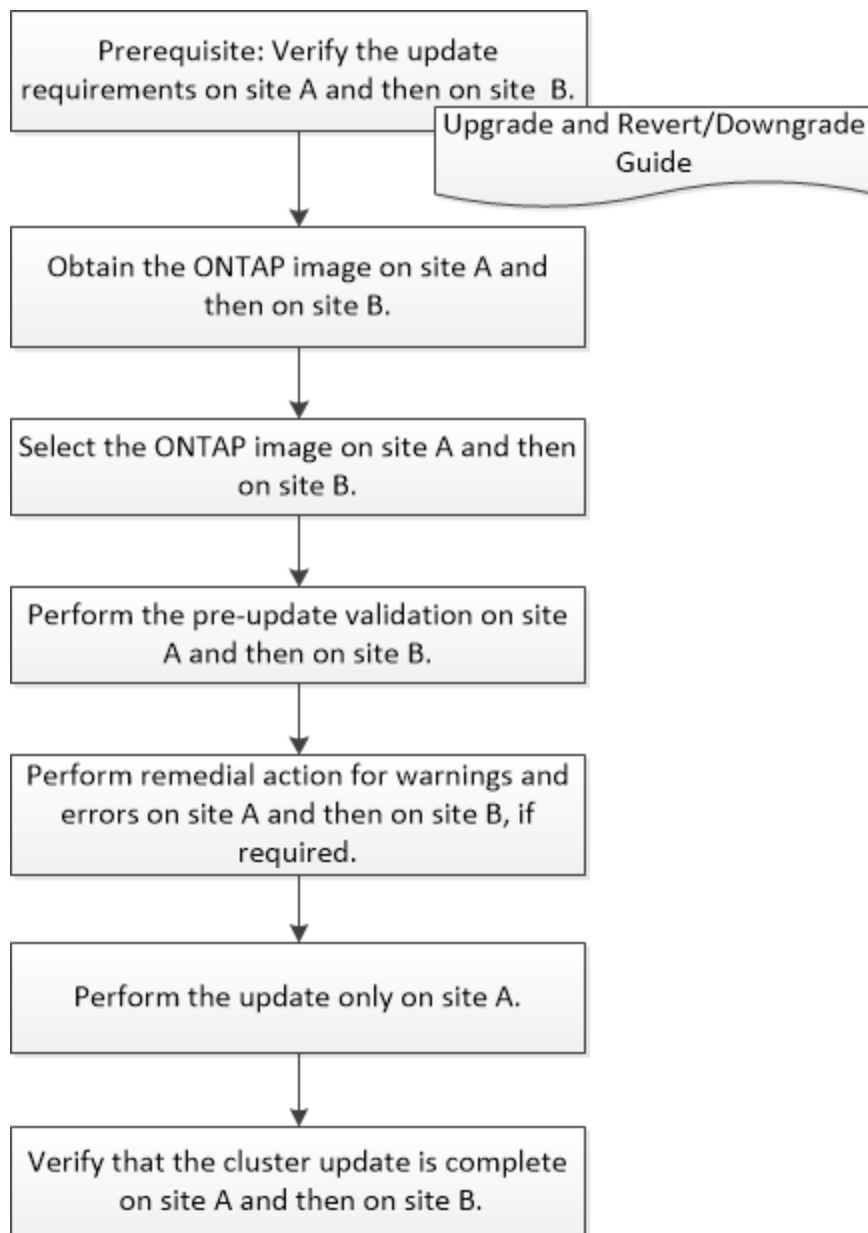 Prerequisite: Verify the update
requirements on site A and then on site  B.
Upgrade and Revert/Downgrade
Guide
Obtain the ONTAP image on site A and
then on site B.
Select the ONTAP image on site A and then
on site B.
Perform the pre-update validation on site
A and then on site B.
Perform remedial action for warnings and
errors on site A and then on site B, if
required.
Perform the update only on site A.
Verify that the cluster update is complete
on site A and then on site B.